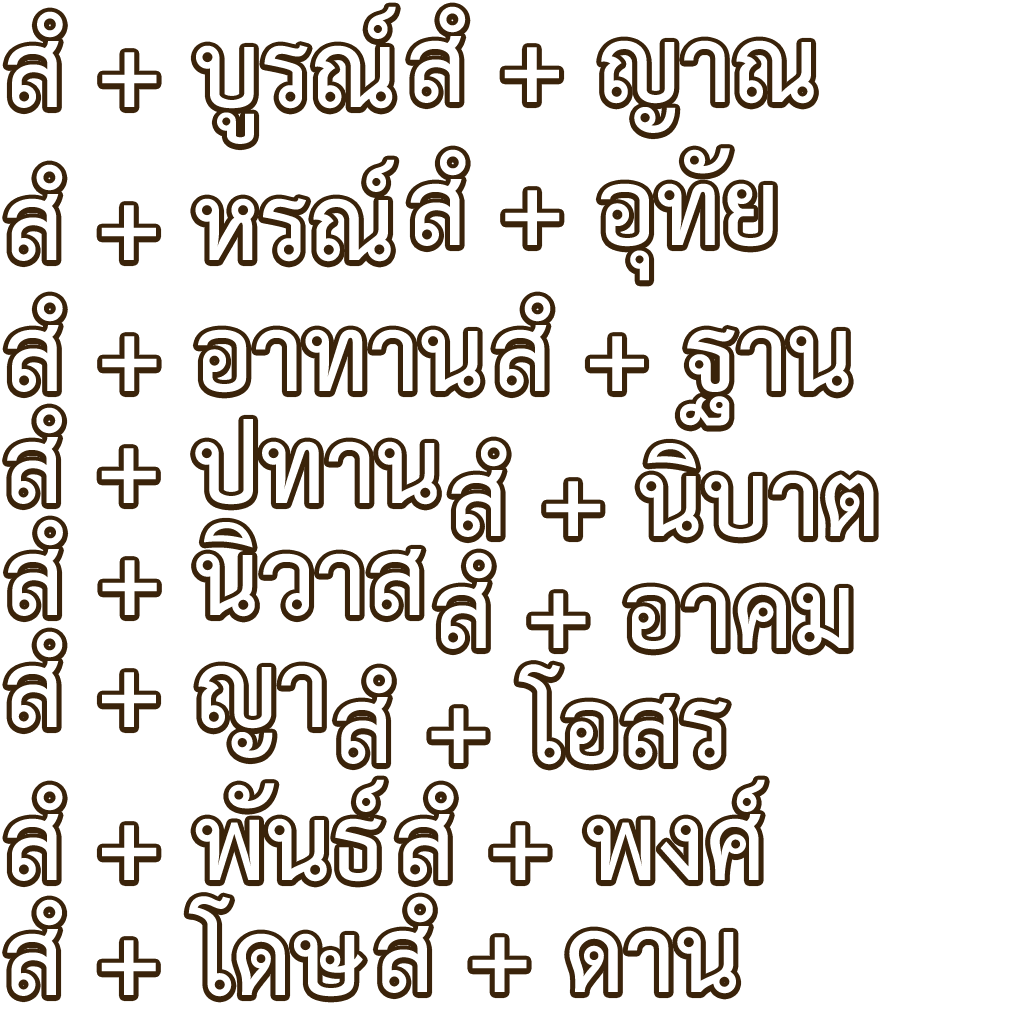 สํ + บูรณ์
สํ + ญาณ
สํ + หรณ์
สํ + อุทัย
สํ + อาทาน
สํ + ฐาน
สํ + ปทาน
สํ + นิบาต
สํ + นิวาส
สํ + อาคม
สํ + ญา
สํ + โอสร
สํ + พันธ์
สํ + พงศ์
สํ + โดษ
สํ + ดาน